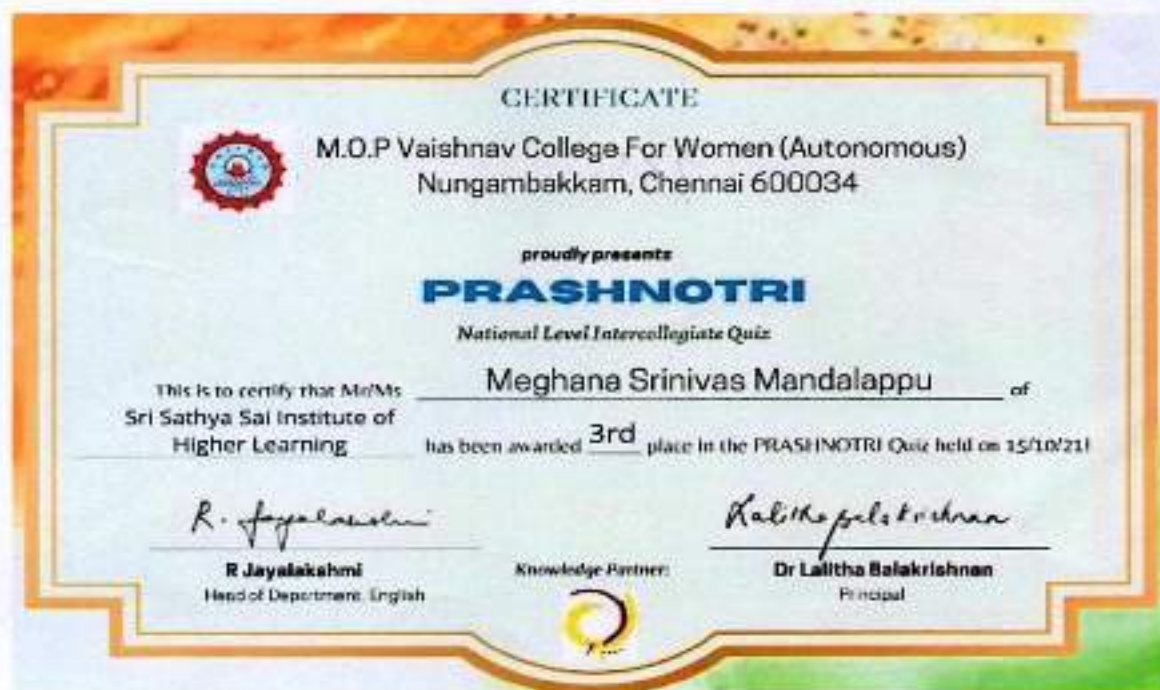 CERTIFICATE
M.O.P Vaishnav College For Women (Autonomous)
Nungambakkam, Chennai 600034
proudly presents
PRASHNOTRI
National Level Intercollegiate Quiz
This is to certify that Mr/Ms Meghana Srinivas Mandalappu of
Sri Sathya Sai Institute of
Higher Learning has been awarded 3rd place in the PRASHNOTRI Quiz held on 15/10/21!
R. Jayalakshmi Lalitha Balakrishnan
R Jayalakshmi Knowledge Partner: Dr Lalitha Balakrishnan
Head of Department, English Principal